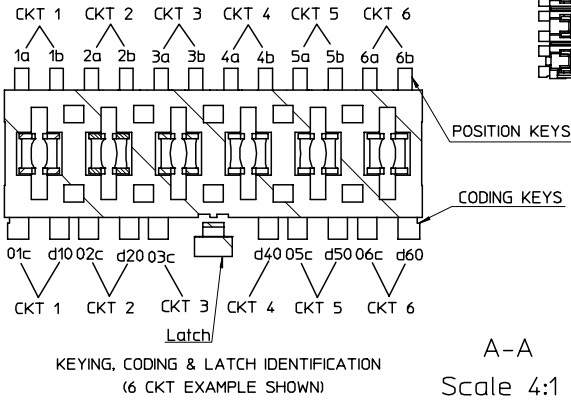 CKT 1 CKT 2 CKT 3 CKT 4 CKT 5 CKT 6
1a 1b 2a 2b 3a 3b 4a 4b 5a 5b 6a 6b
POSITION KEYS
CODING KEYS
01c d10 02c d20 03c d40 05c d50 06c d60
CKT 1 CKT 2 CKT 3 CKT 4 CKT 5 CKT 6
Latch
KEYING, CODING & LATCH IDENTIFICATION
(6 CKT EXAMPLE SHOWN)
A-A
Scale 4:1